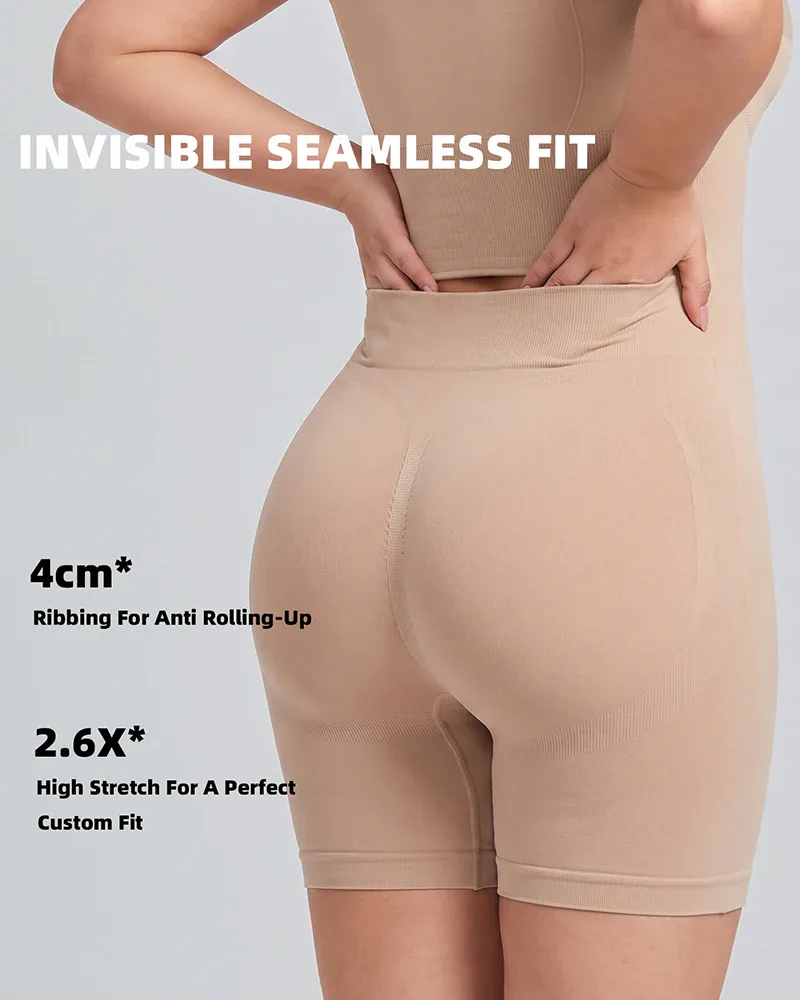 INVISIBLE SEAMLESS FIT
4cm*
Ribbing For Anti Rolling-Up
2.6X*
High Stretch For A Perfect
Custom Fit